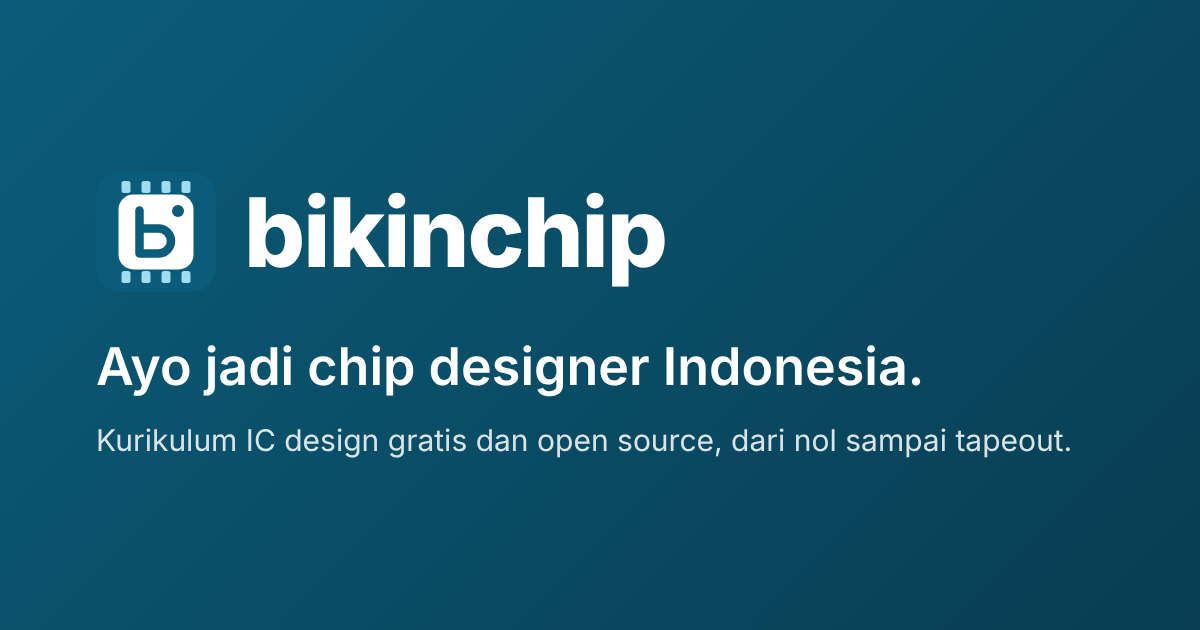 bikinchip
Ayo jadi chip designer Indonesia.
Kurikulum IC design gratis dan open source, dari nol sampai tapeout.